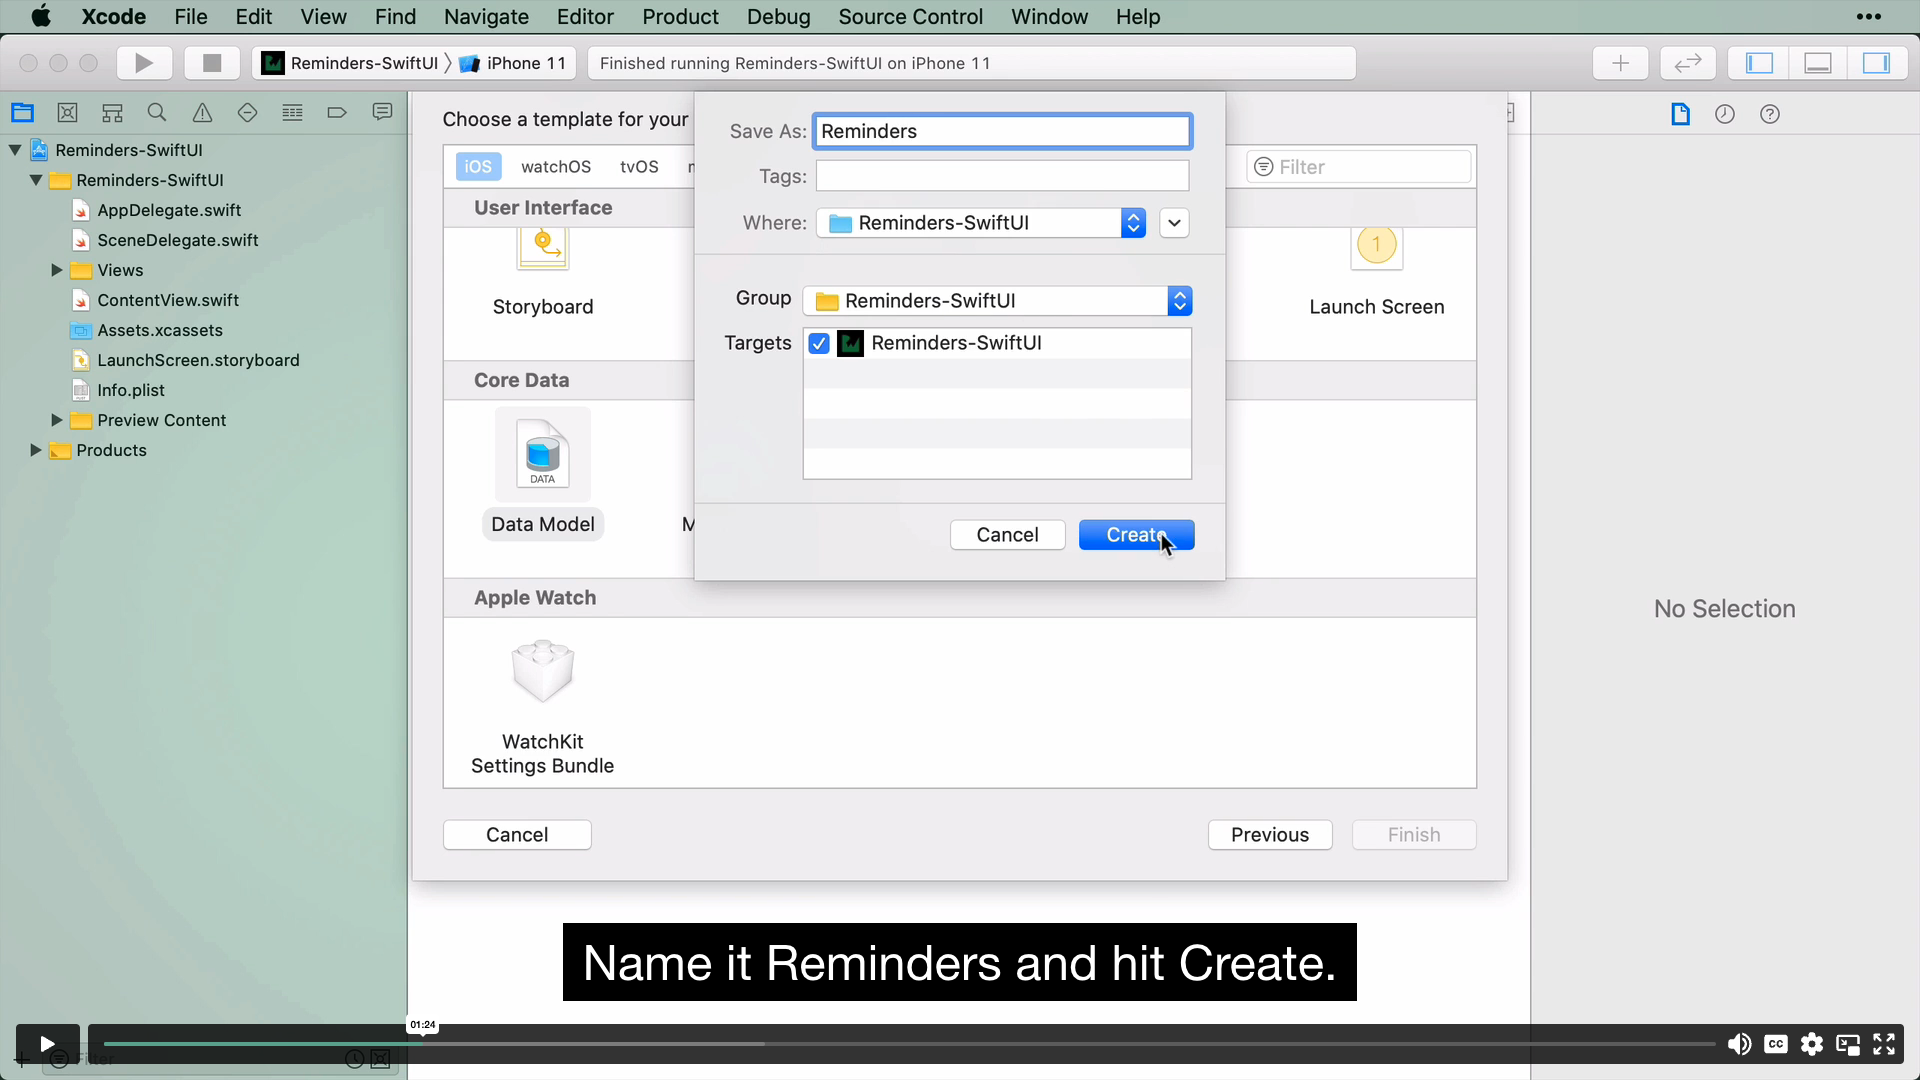 Xcode File Edit View Find Navigate Editor Product Debug Source Control Window Help
Reminders-SwiftUI iPhone 11
Finished running Reminders-SwiftUI on iPhone 11
Reminders-SwiftUI
Reminders-SwiftUI
AppDelegate.swift
SceneDelegate.swift
Views
ContentView.swift
Assets.xcassets
LaunchScreen.storyboard
Info.plist
Preview Content
Products
Choose a template for your
iOS watchOS tvOS
Filter
User Interface
Storyboard
Launch Screen
Core Data
DATA
Data Model
Apple Watch
WatchKit
Settings Bundle
Cancel
Previous
Finish
Save As: Reminders
Tags:
Where: Reminders-SwiftUI
Group Reminders-SwiftUI
Targets Reminders-SwiftUI
Cancel
Create
No Selection
Name it Reminders and hit Create.
01:24
Filter
CC